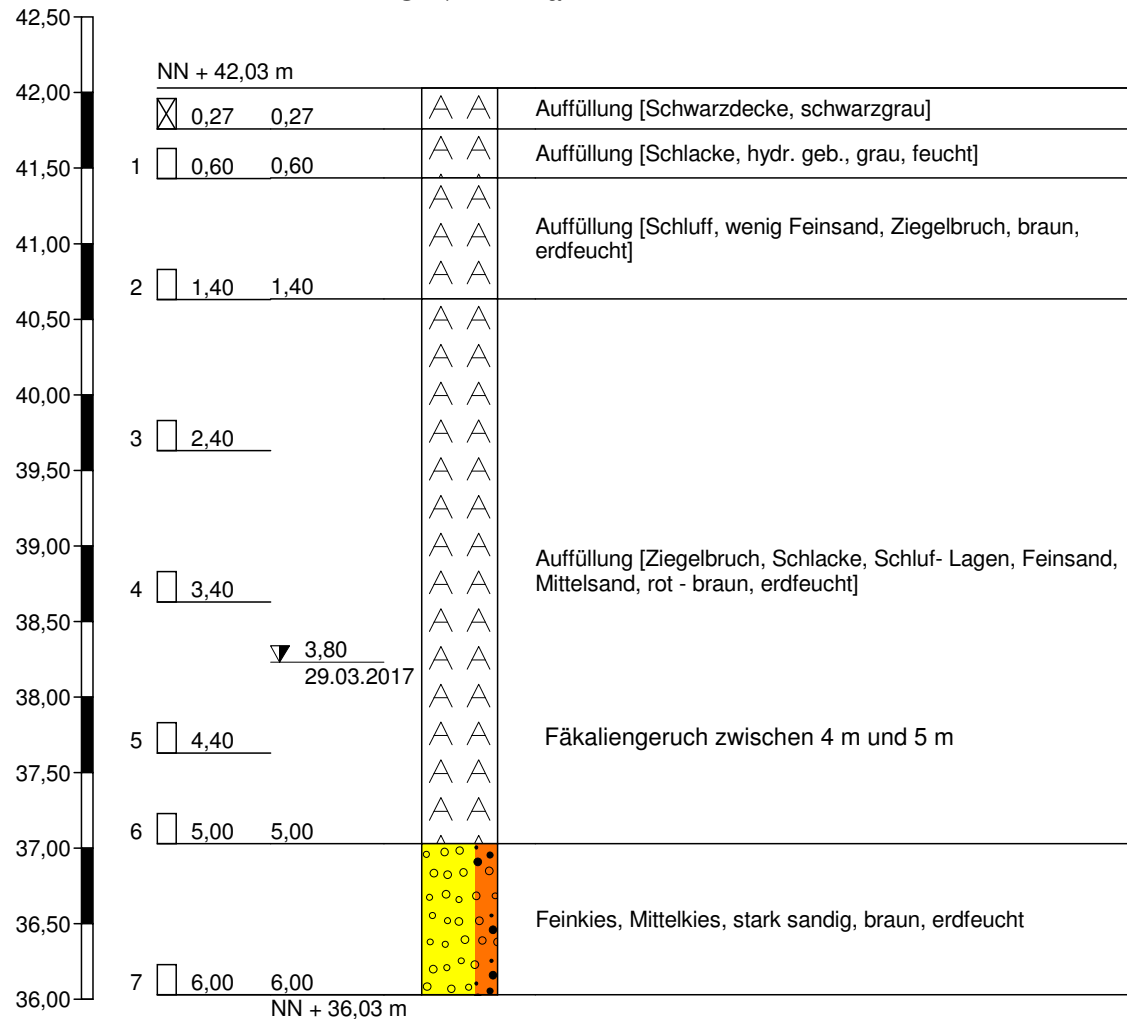 42,50
NN + 42,03 m
42,00
0,27 0,27 Auffüllung [Schwarzdecke, schwarzgrau]
41,50
1 0,60 0,60 Auffüllung [Schlacke, hydr. geb., grau, feucht]
Auffüllung [Schluff, wenig Feinsand, Ziegelbruch, braun,
erdfeucht]
41,00
2 1,40 1,40
40,50
40,00
3 2,40
39,50
39,00
Auffüllung [Ziegelbruch, Schlacke, Schluf- Lagen, Feinsand,
Mittelsand, rot - braun, erdfeucht]
4 3,40
38,50
3,80
29.03.2017
38,00
5 4,40 Fäkaliengeruch zwischen 4 m und 5 m
37,50
6 5,00 5,00
37,00
36,50 Feinkies, Mittelkies, stark sandig, braun, erdfeucht
7 6,00 6,00
36,00
NN + 36,03 m